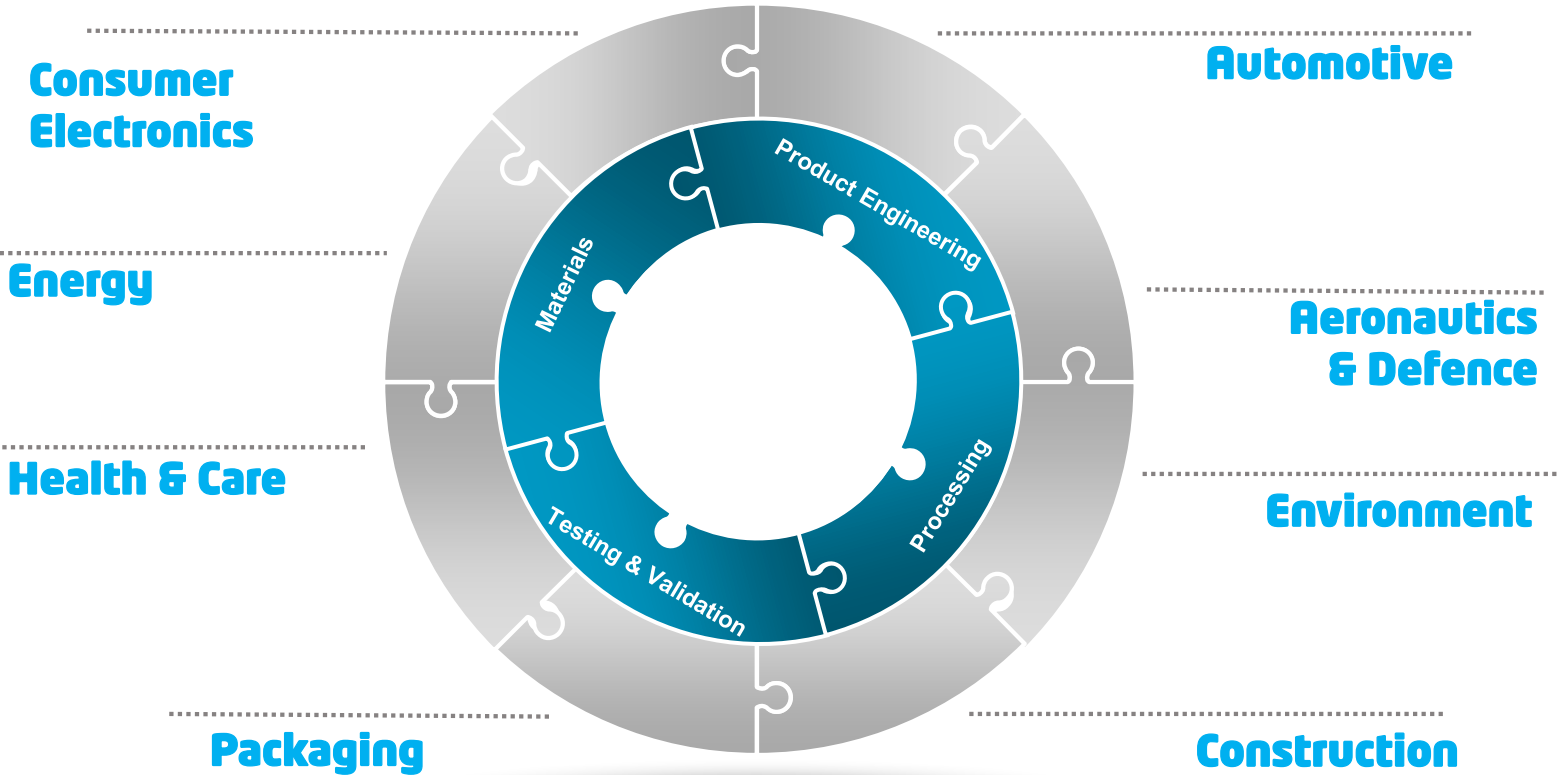 Consumer
Electronics
Automotive
Product Engineering
Materials
Energy
Aeronautics
& Defence
Health & Care
Processing
Environment
Testing & Validation
Packaging
Construction